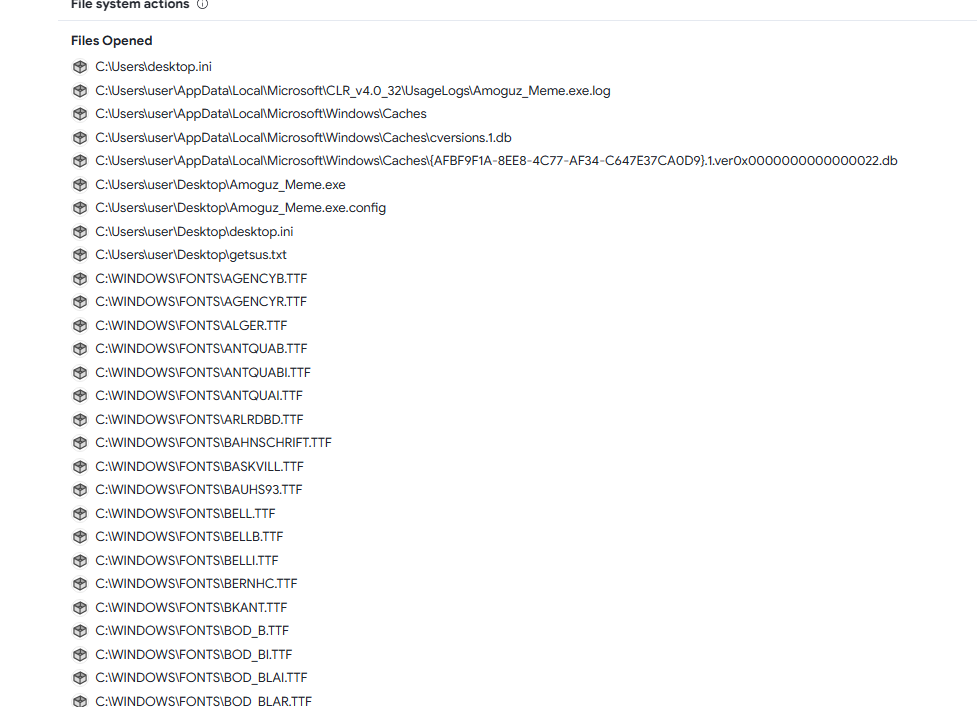 File system actions
Files Opened
C:\Users\desktop.ini
C:\Users\user\AppData\Local\Microsoft\CLR_v4.0_32\UsageLogs\Amoguz_Meme.exe.log
C:\Users\user\AppData\Local\Microsoft\Windows\Caches
C:\Users\user\AppData\Local\Microsoft\Windows\Caches\cversions.1.db
C:\Users\user\AppData\Local\Microsoft\Windows\Caches\{AFBF9F1A-8EE8-4C77-AF34-C647E37CA0D9}.1.ver0x0000000000000022.db
C:\Users\user\Desktop\Amoguz_Meme.exe
C:\Users\user\Desktop\Amoguz_Meme.exe.config
C:\Users\user\Desktop\desktop.ini
C:\Users\user\Desktop\getsus.txt
C:\WINDOWS\FONTS\AGENCYB.TTF
C:\WINDOWS\FONTS\AGENCYR.TTF
C:\WINDOWS\FONTS\ALGER.TTF
C:\WINDOWS\FONTS\ANTQUAB.TTF
C:\WINDOWS\FONTS\ANTQUABI.TTF
C:\WINDOWS\FONTS\ANTQUAI.TTF
C:\WINDOWS\FONTS\ARLRDBD.TTF
C:\WINDOWS\FONTS\BAHNSCHRIFT.TTF
C:\WINDOWS\FONTS\BASKVILL.TTF
C:\WINDOWS\FONTS\BAUHS93.TTF
C:\WINDOWS\FONTS\BELL.TTF
C:\WINDOWS\FONTS\BELLB.TTF
C:\WINDOWS\FONTS\BELLI.TTF
C:\WINDOWS\FONTS\BERNHC.TTF
C:\WINDOWS\FONTS\BKANT.TTF
C:\WINDOWS\FONTS\BOD_B.TTF
C:\WINDOWS\FONTS\BOD_BI.TTF
C:\WINDOWS\FONTS\BOD_BLAI.TTF
C:\WINDOWS\FONTS\BOD_BLAR.TTF